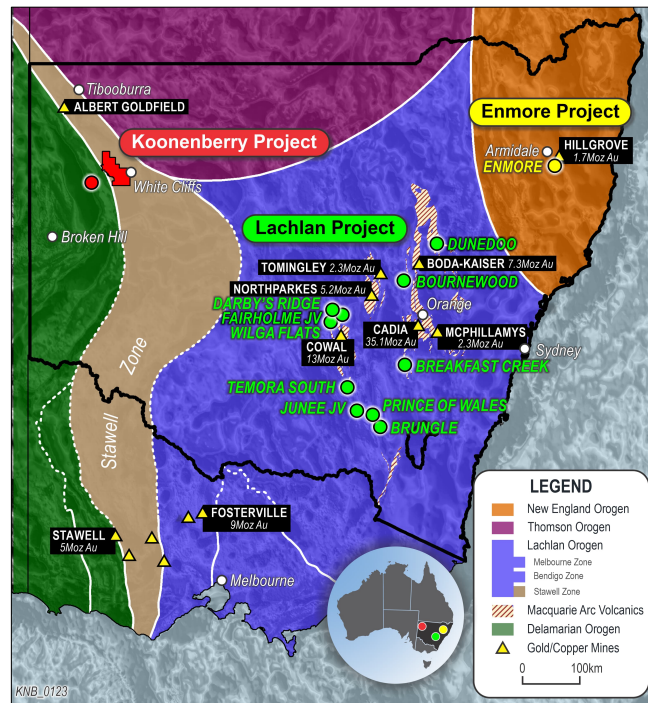 Tibooburra
ALBERT GOLDFIELD
Koonenberry Project
White Cliffs
Broken Hill
Enmore Project
Armidale
HILLGROVE
1.7Moz Au
ENMORE
Lachlan Project
DUNEDOO
TOMINGLEY 2.3Moz Au
BODA-KAISER 7.3Moz Au
NORTHPARKES 5.2Moz Au
BOURNEWOOD
DARBY'S RIDGE
FAIRHOLME JV
WILGA FLATS
Orange
CADIA
35.1Moz Au
MCPHILLAMYS
2.3Moz Au
COWAL
13Moz Au
Sydney
BREAKFAST CREEK
TEMORA SOUTH
JUNEE JV
PRINCE OF WALES
BRUNGLE
Stawell
Zone
STAWELL
5Moz Au
FOSTERVILLE
9Moz Au
Melbourne
LEGEND
New England Orogen
Thomson Orogen
Lachlan Orogen
Melbourne Zone
Bendigo Zone
Stawell Zone
Macquarie Arc Volcanics
Delamarian Orogen
Gold/Copper Mines
0 100km
KNB_0123